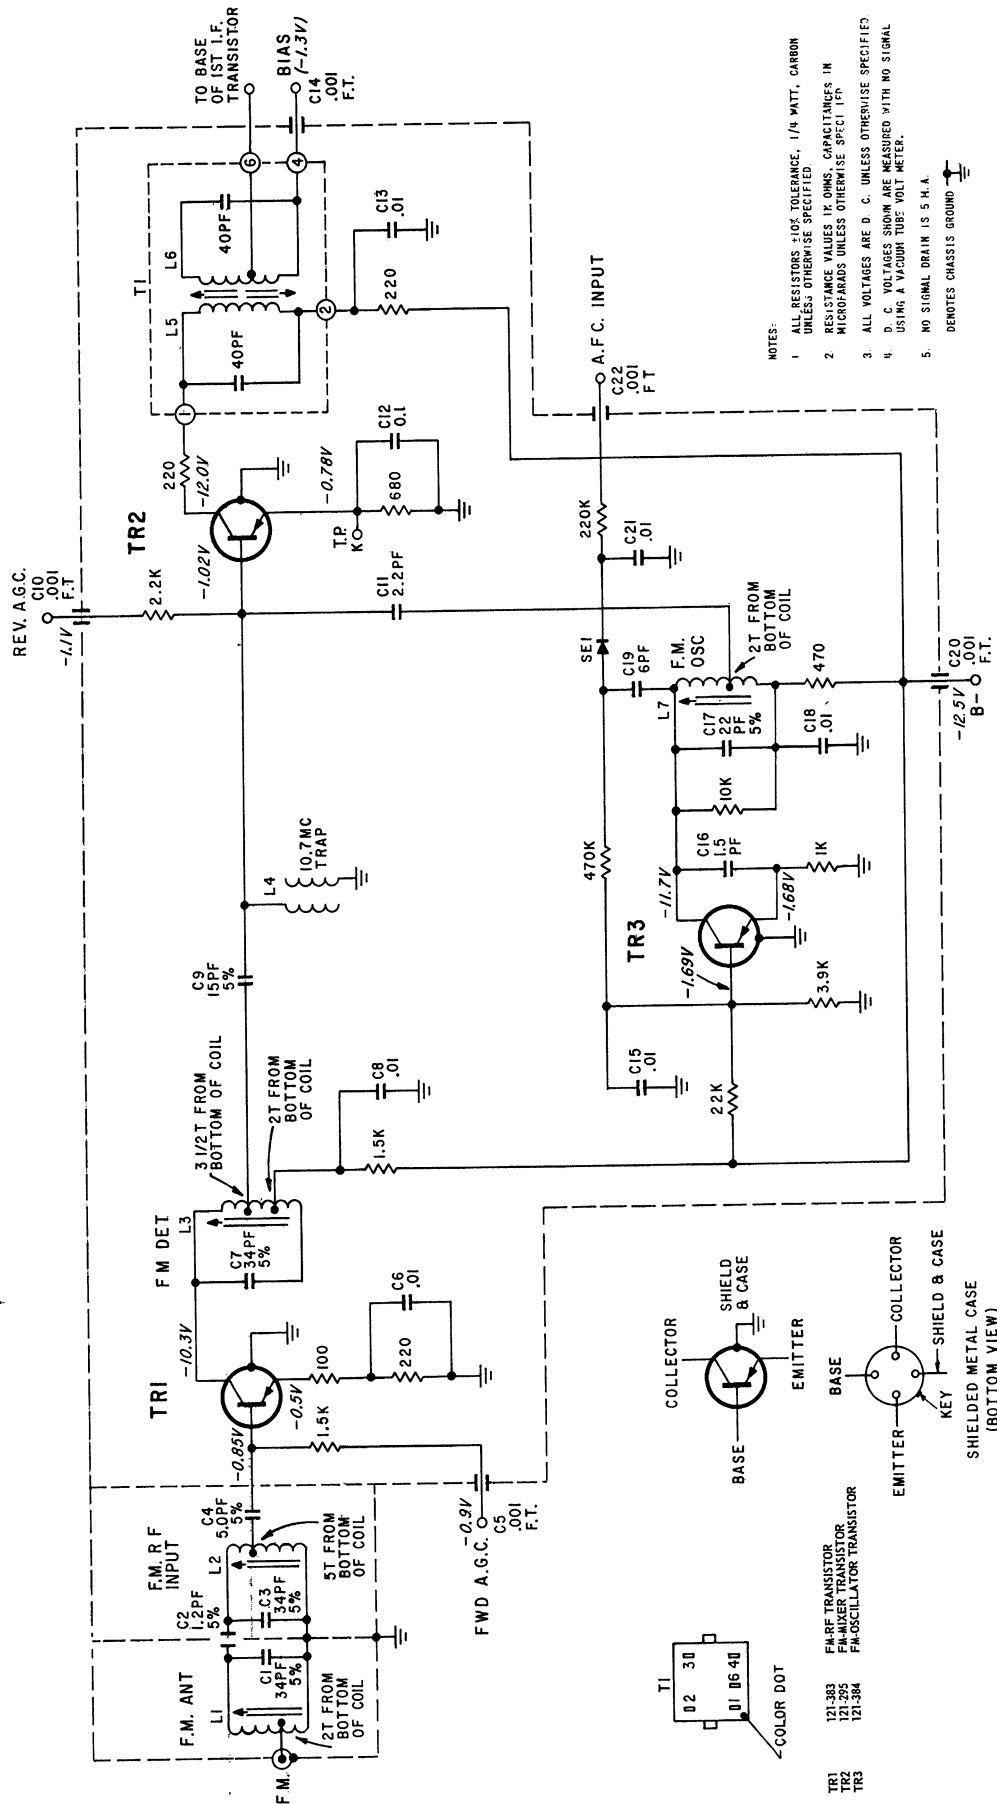 REV. A.G.C.
C10
.001
F.T
-1.1V
2.2K
TO BASE
OF 1ST I.F.
TRANSISTOR
BIAS
(-1.3V)
C14
.001
F.T.
T1
L5
L6
40PF
40PF
1
6
4
2
C13
.01
220
220
-12.0V
TR2
-1.02V
-0.78V
T.P.
K
680
C12
0.1
C11
2.2PF
L4
10.7MC
TRAP
C9
15PF
5%
3 1/2T FROM
BOTTOM OF COIL
2T FROM
BOTTOM
OF COIL
C8
.01
1.5K
FM DET
L3
C7
34PF
5%
-10.3V
TR1
-0.85V
-0.5V
100
220
C6
.01
1.5K
-0.9V
FWD A.G.C.
C5
.001
F.T.
F.M. RF
INPUT
C4
5.0PF
5%
L2
5T FROM
BOTTOM
OF COIL
C2
1.2PF
5%
C3
34PF
5%
C1
34PF
5%
F.M. ANT
L1
2T FROM
BOTTOM
OF COIL
F.M.
A.F.C. INPUT
C22
.001
F T
220K
C21
.01
SE1
C19
6PF
F.M.
OSC
2T FROM
BOTTOM
OF COIL
L7
C17
22
PF
5%
470
C18
.01
10K
C16
1.5
PF
1K
470K
-11.7V
-1.68V
TR3
-1.69V
3.9K
C15
.01
22K
-12.5V
B-
C20
.001
F.T.
NOTES:
1 ALL RESISTORS ±10% TOLERANCE, 1/4 WATT, CARBON
UNLESS OTHERWISE SPECIFIED.
2 RESISTANCE VALUES IN OHMS, CAPACITANCES IN
MICROFARADS UNLESS OTHERWISE SPECIFIED
3. ALL VOLTAGES ARE D. C. UNLESS OTHERWISE SPECIFIED
4. D. C. VOLTAGES SHOWN ARE MEASURED WITH NO SIGNAL
USING A VACUUM TUBE VOLT METER.
5. NO SIGNAL DRAIN IS 5 M.A.
DENOTES CHASSIS GROUND
COLLECTOR
BASE
SHIELD
& CASE
EMITTER
BASE
COLLECTOR
EMITTER
KEY
SHIELD & CASE
SHIELDED METAL CASE
(BOTTOM VIEW)
T1
2 3
1 6 4
COLOR DOT
TR1 121-383 FM-RF TRANSISTOR
TR2 121-295 FM-MIXER TRANSISTOR
TR3 121-384 FM-OSCILLATOR TRANSISTOR